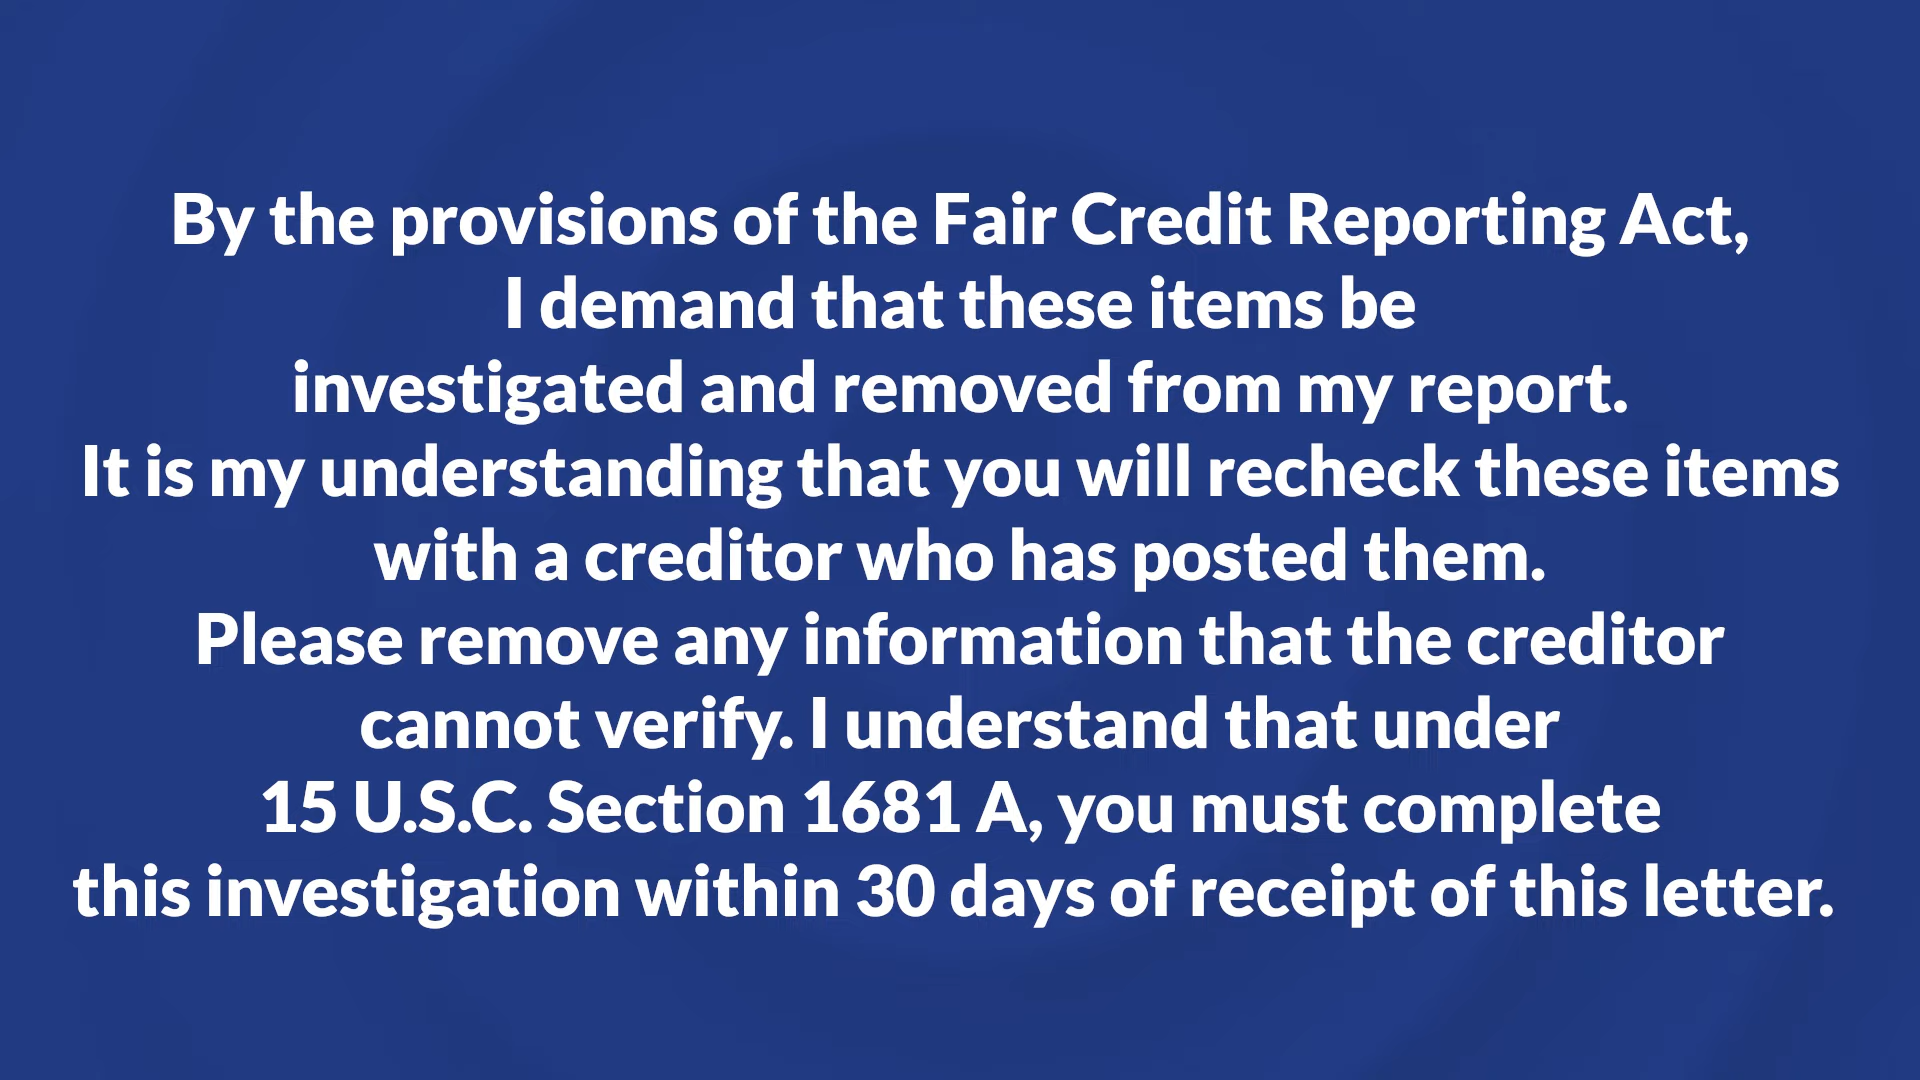 By the provisions of the Fair Credit Reporting Act,
I demand that these items be
investigated and removed from my report.
It is my understanding that you will recheck these items
with a creditor who has posted them.
Please remove any information that the creditor
cannot verify. I understand that under
15 U.S.C. Section 1681 A, you must complete
this investigation within 30 days of receipt of this letter.